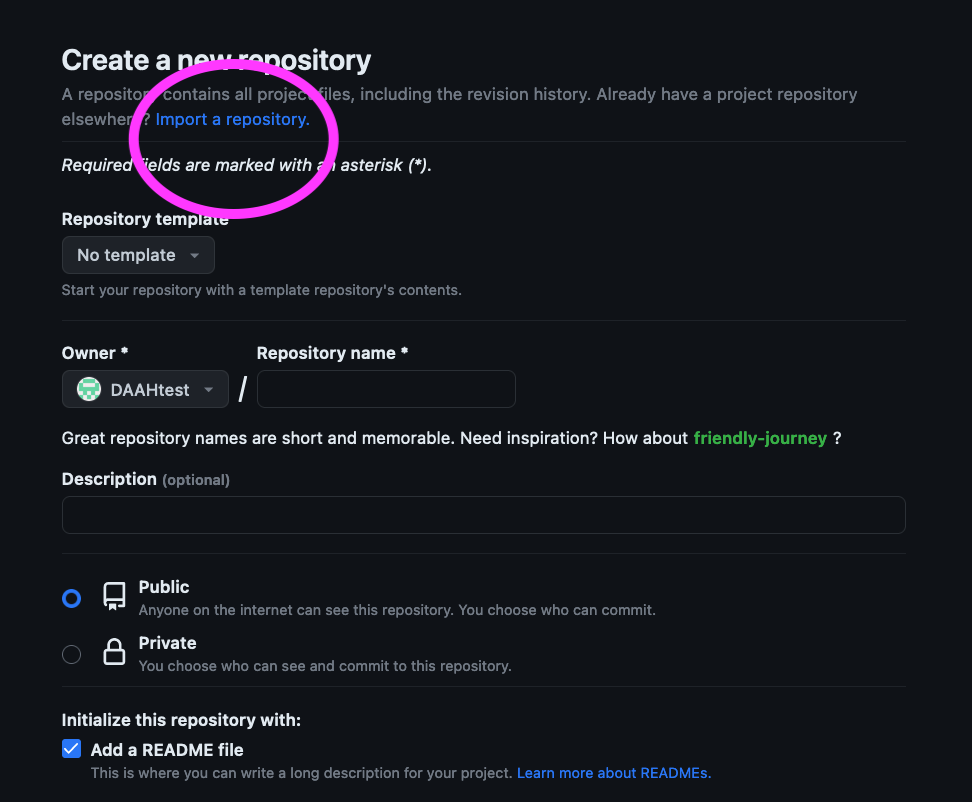 Create a new repository
A repository contains all project files, including the revision history. Already have a project repository
elsewhere? Import a repository.
Required fields are marked with an asterisk (*).
Repository template
No template
Start your repository with a template repository's contents.
Owner * Repository name *
DAAHtest /
Great repository names are short and memorable. Need inspiration? How about friendly-journey ?
Description (optional)
Public
Anyone on the internet can see this repository. You choose who can commit.
Private
You choose who can see and commit to this repository.
Initialize this repository with:
Add a README file
This is where you can write a long description for your project. Learn more about READMEs.